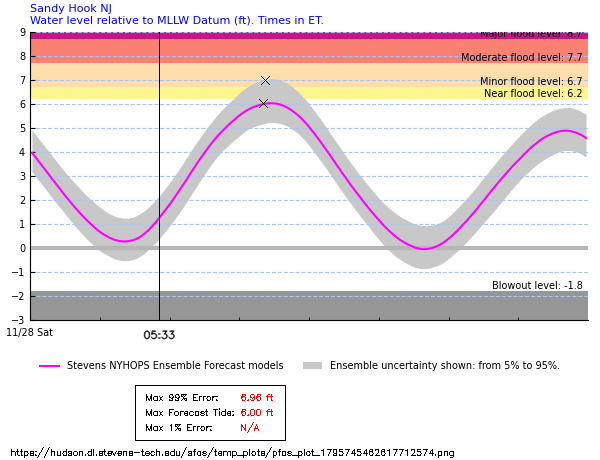 Sandy Hook NJ
Water level relative to MLLW Datum (ft). Times in ET.
9
Major flood level: 8.7
8
Moderate flood level: 7.7
7
Minor flood level: 6.7
Near flood level: 6.2
6
5
4
3
2
1
0
−1
Blowout level: -1.8
−2
−3
11/28 Sat
05:33
Stevens NYHOPS Ensemble Forecast models
Ensemble uncertainty shown: from 5% to 95%.
Max 99% Error: 6.96 ft
Max Forecast Tide: 6.00 ft
Max 1% Error: N/A
https://hudson.dl.stevens-tech.edu/sfas/temp_plots/pfas_plot_1795745462617712574.png